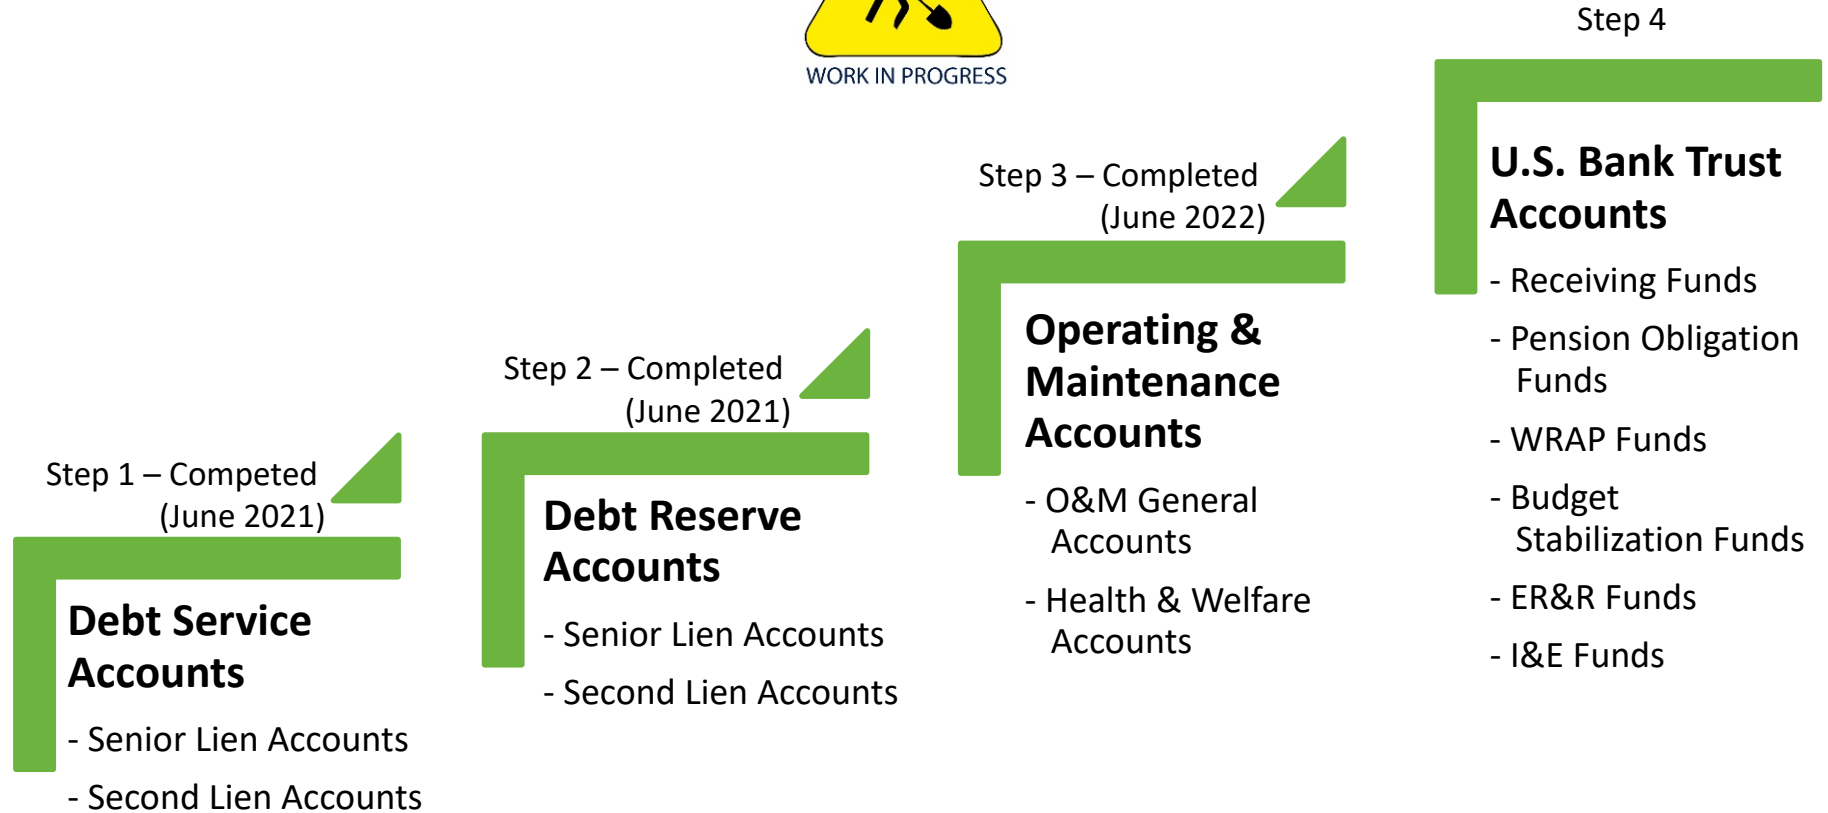 WORK IN PROGRESS
Step 1 – Competed
(June 2021)
Debt Service
Accounts
- Senior Lien Accounts
- Second Lien Accounts
Step 2 – Completed
(June 2021)
Debt Reserve
Accounts
- Senior Lien Accounts
- Second Lien Accounts
Step 3 – Completed
(June 2022)
Operating &
Maintenance
Accounts
- O&M General
Accounts
- Health & Welfare
Accounts
Step 4
U.S. Bank Trust
Accounts
- Receiving Funds
- Pension Obligation
Funds
- WRAP Funds
- Budget
Stabilization Funds
- ER&R Funds
- I&E Funds